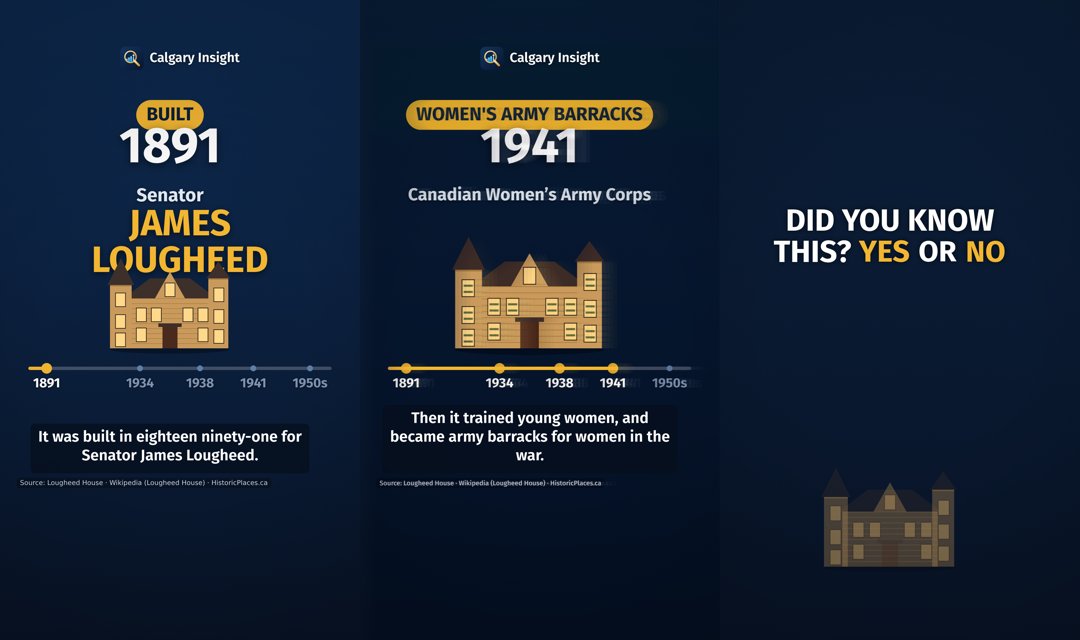 Calgary Insight
BUILT
1891
Senator
JAMES
LOUGHEED
1891 1934 1938 1941 1950s
It was built in eighteen ninety-one for
Senator James Lougheed.
Source: Lougheed House · Wikipedia (Lougheed House) · HistoricPlaces.ca
Calgary Insight
WOMEN'S ARMY BARRACKS
1941
Canadian Women's Army Corps
1891 1934 1938 1941 1950s
Then it trained young women, and
became army barracks for women in the
war.
Source: Lougheed House · Wikipedia (Lougheed House) · HistoricPlaces.ca
DID YOU KNOW
THIS? YES OR NO